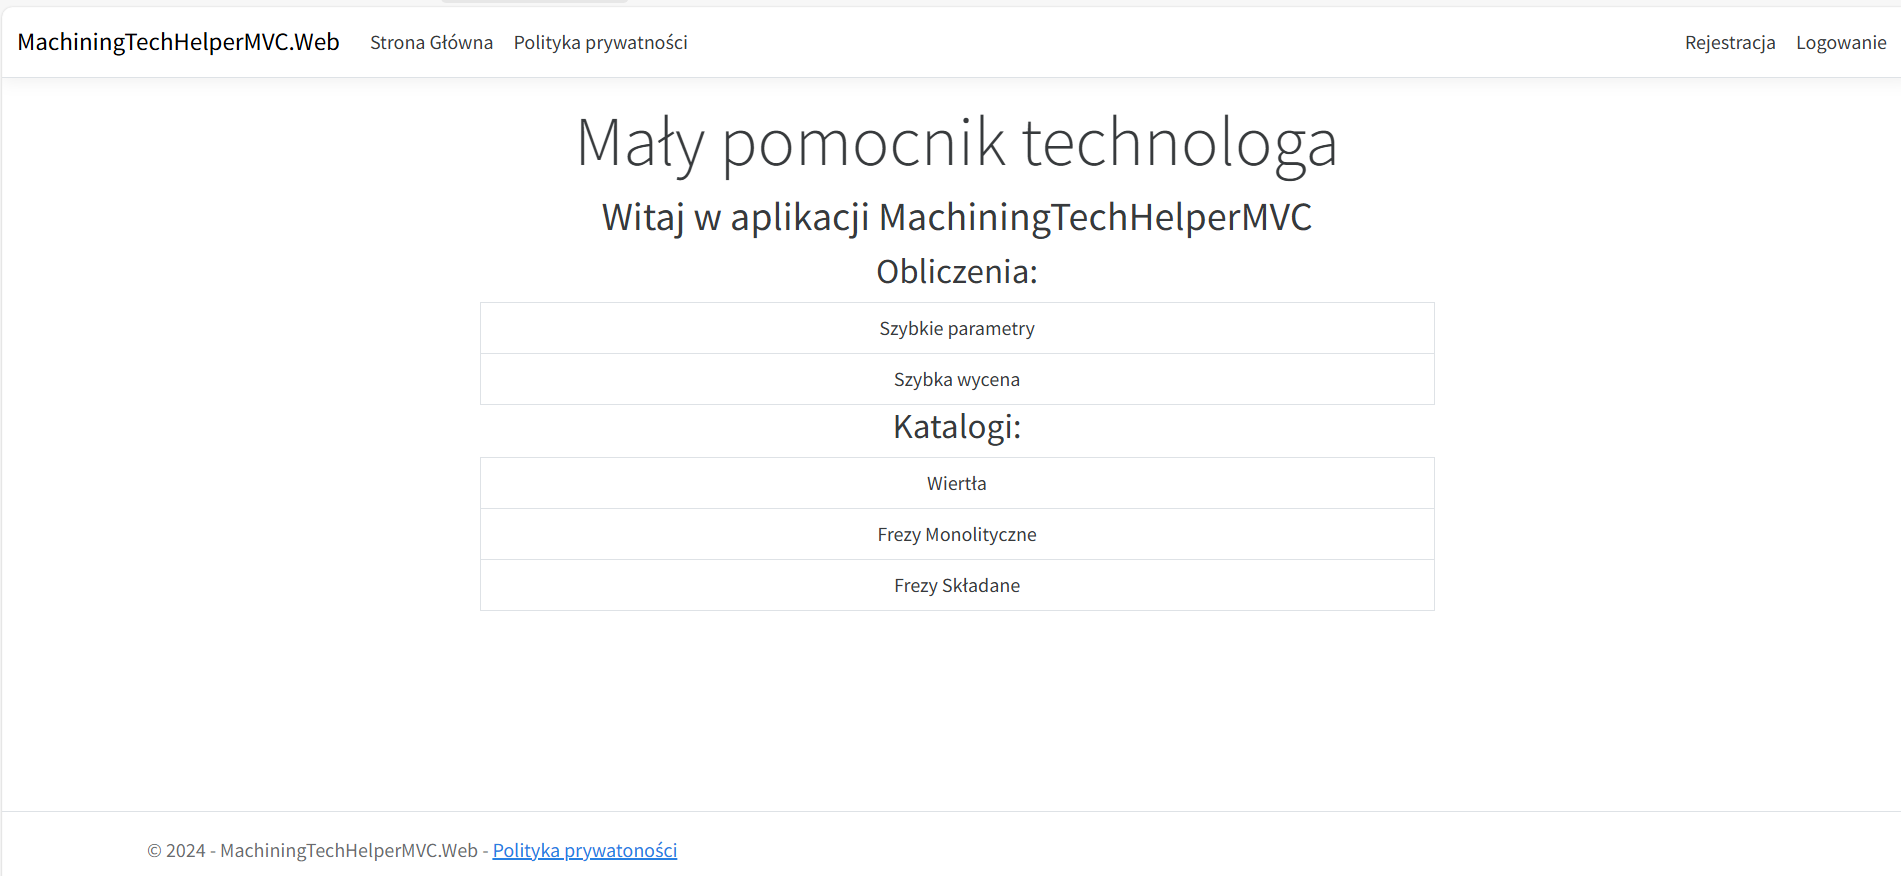 MachiningTechHelperMVC.Web Strona Główna Polityka prywatności Rejestracja Logowanie
Mały pomocnik technologa
Witaj w aplikacji MachiningTechHelperMVC
Obliczenia:
Szybkie parametry
Szybka wycena
Katalogi:
Wiertła
Frezy Monolityczne
Frezy Składane
© 2024 - MachiningTechHelperMVC.Web - Polityka prywatoności